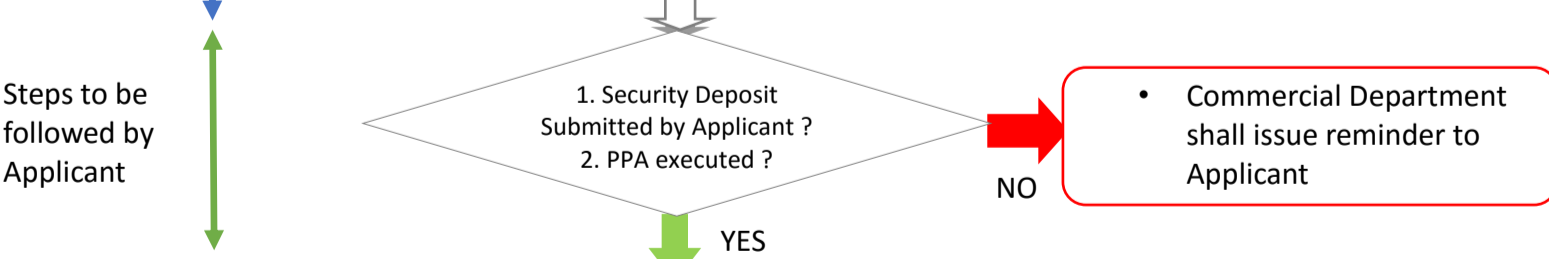 Steps to be
followed by
Applicant
1. Security Deposit
Submitted by Applicant ?
2. PPA executed ?
NO
• Commercial Department
shall issue reminder to
Applicant
YES